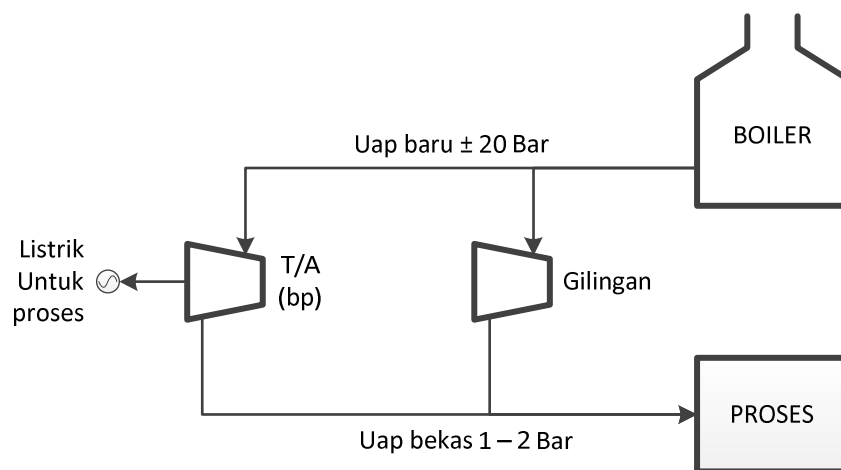 BOILER
Uap baru ± 20 Bar
Listrik
Untuk
proses
T/A
(bp)
Gilingan
PROSES
Uap bekas 1 – 2 Bar